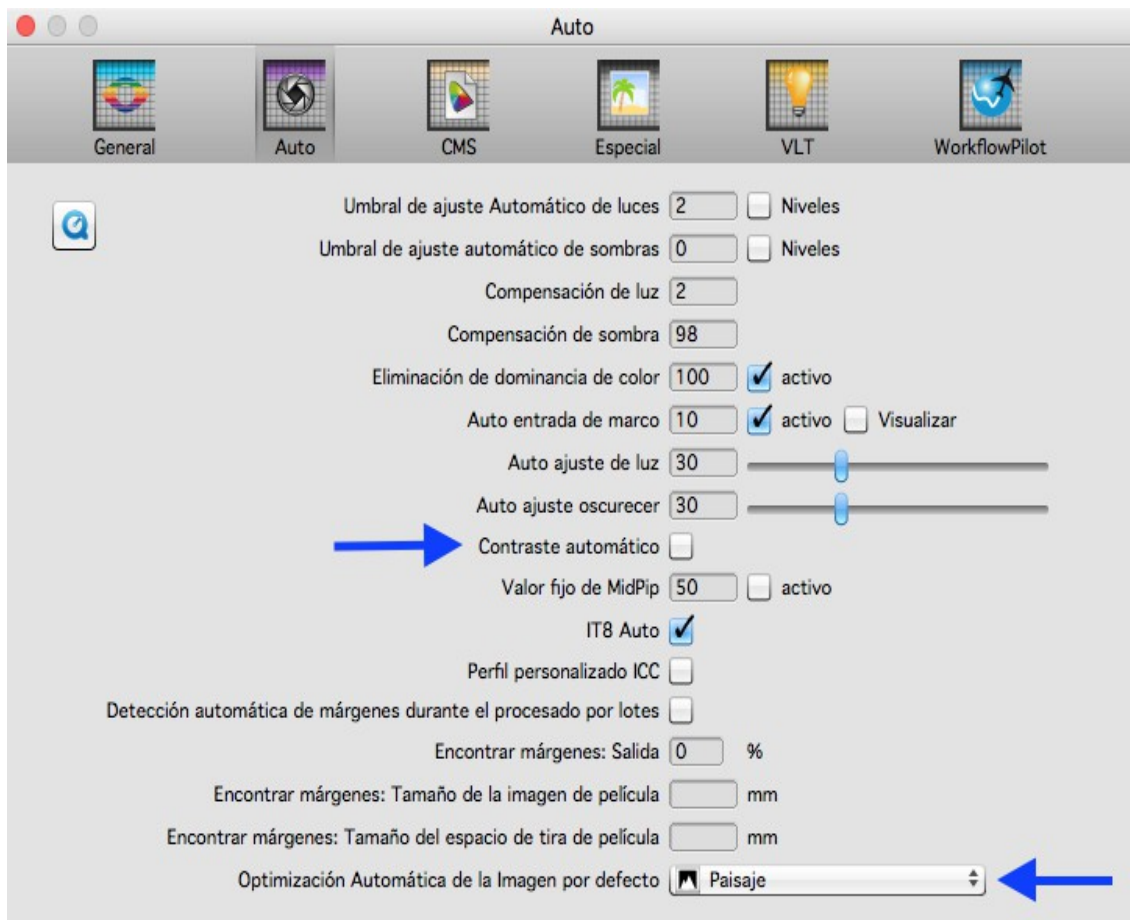 Auto
General Auto CMS Especial VLT WorkflowPilot
Umbral de ajuste Automático de luces 2 Niveles
Umbral de ajuste automático de sombras 0 Niveles
Compensación de luz 2
Compensación de sombra 98
Eliminación de dominancia de color 100 activo
Auto entrada de marco 10 activo Visualizar
Auto ajuste de luz 30
Auto ajuste oscurecer 30
Contraste automático
Valor fijo de MidPip 50 activo
IT8 Auto
Perfil personalizado ICC
Detección automática de márgenes durante el procesado por lotes
Encontrar márgenes: Salida 0 %
Encontrar márgenes: Tamaño de la imagen de película mm
Encontrar márgenes: Tamaño del espacio de tira de película mm
Optimización Automática de la Imagen por defecto Paisaje